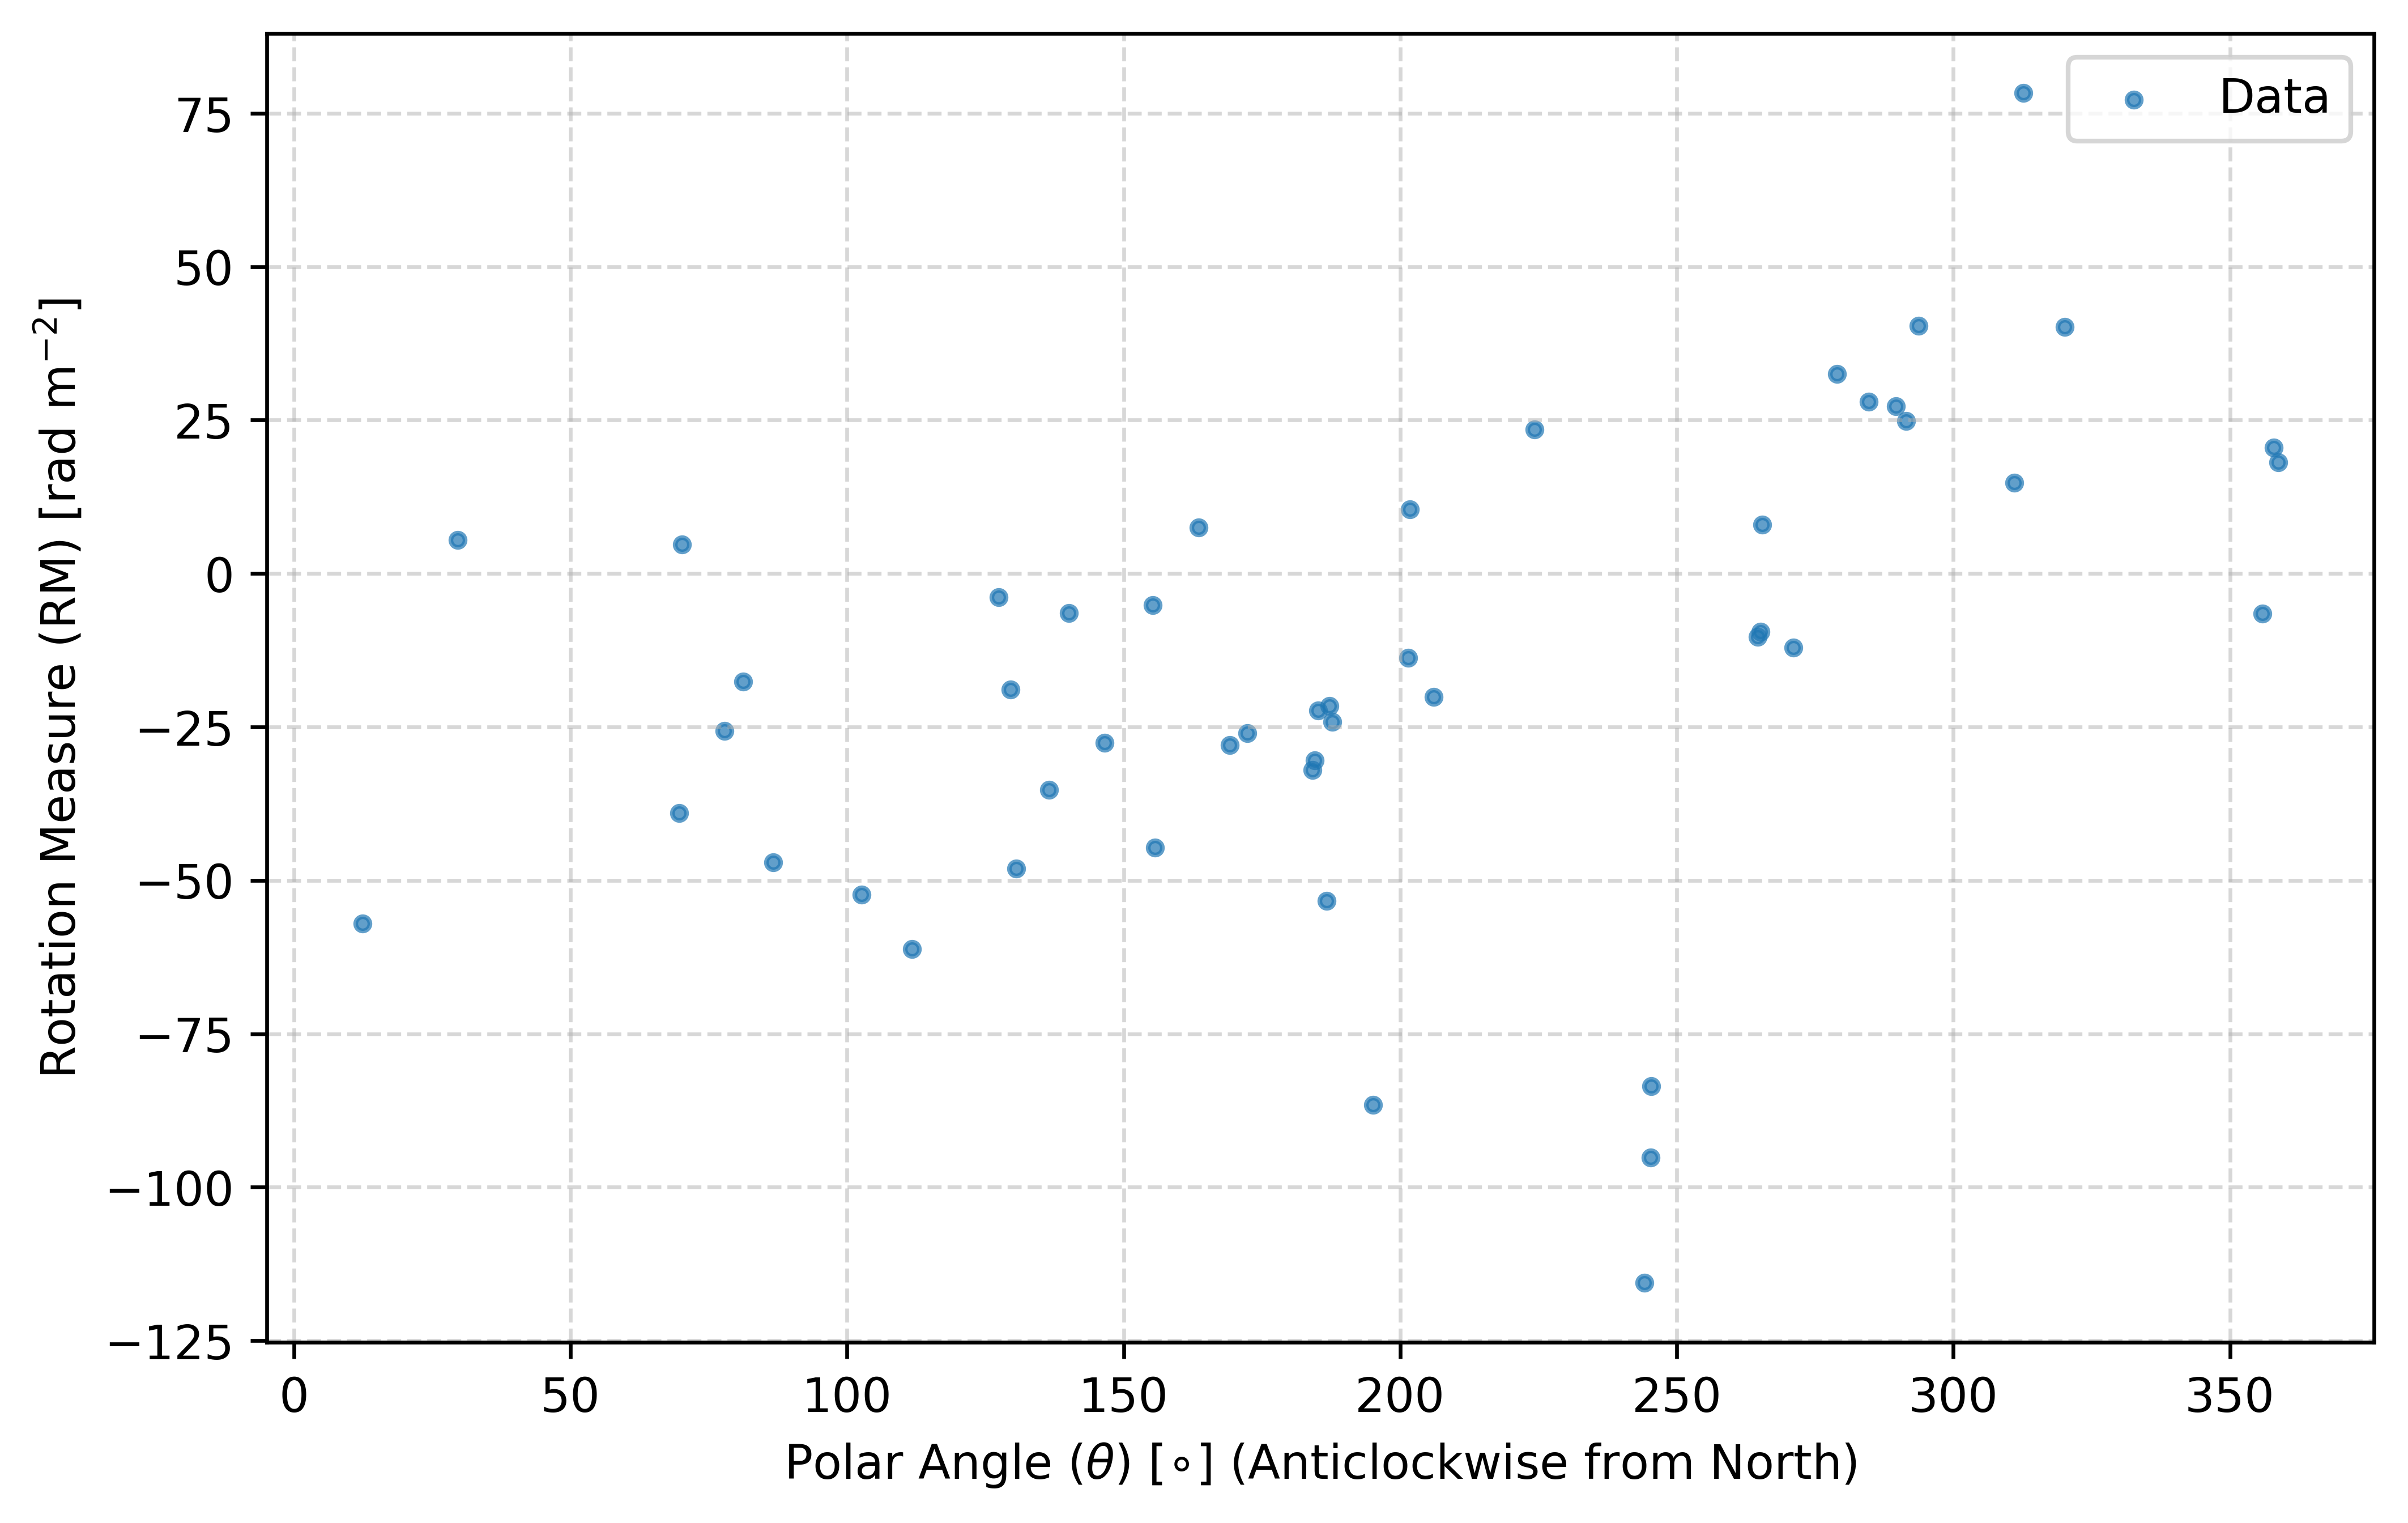 Data
75
50
25
0
−25
−50
−75
−100
−125
Rotation Measure (RM) [rad m⁻²]
0 50 100 150 200 250 300 350
Polar Angle (θ) [∘] (Anticlockwise from North)